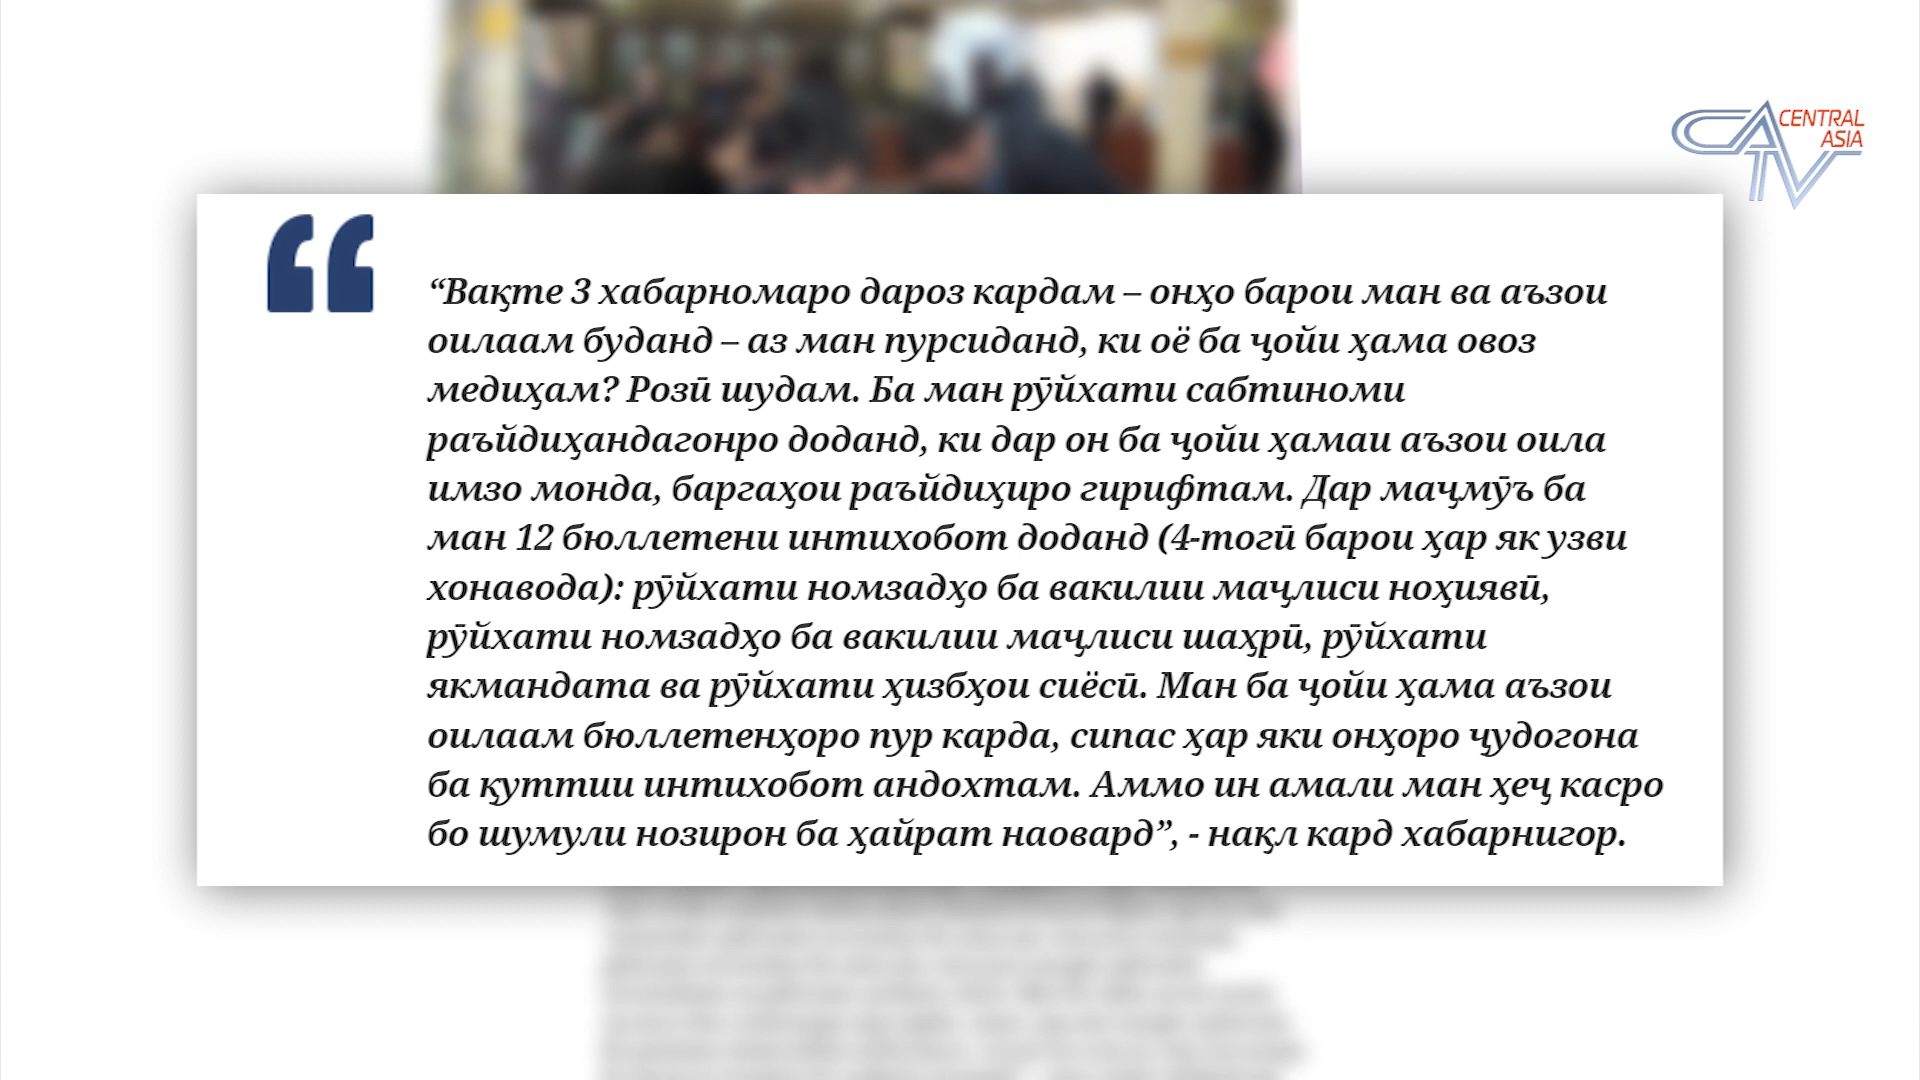 CENTRAL
ASIA
CATV
“Вақте 3 хабарномаро дароз кардам – онҳо барои ман ва аъзои
оилаам буданд – аз ман пурсиданд, ки оё ба ҷойи ҳама овоз
медиҳам? Розӣ шудам. Ба ман рӯйхати сабтиноми
раъйдиҳандагонро доданд, ки дар он ба ҷойи ҳамаи аъзои оила
имзо монда, баргаҳои раъйдиҳиро гирифтам. Дар маҷмӯъ ба
ман 12 бюллетени интихобот доданд (4-тогӣ барои ҳар як узви
хонавода): рӯйхати номзадҳо ба вакилии маҷлиси ноҳиявӣ,
рӯйхати номзадҳо ба вакилии маҷлиси шаҳрӣ, рӯйхати
якмандата ва рӯйхати ҳизбҳои сиёсӣ. Ман ба ҷойи ҳама аъзои
оилаам бюллетенҳоро пур карда, сипас ҳар яки онҳоро ҷудогона
ба қуттии интихобот андохтам. Аммо ин амали ман ҳеҷ касро
бо шумули нозирон ба ҳайрат наовард”, - нақл кард хабарнигор.